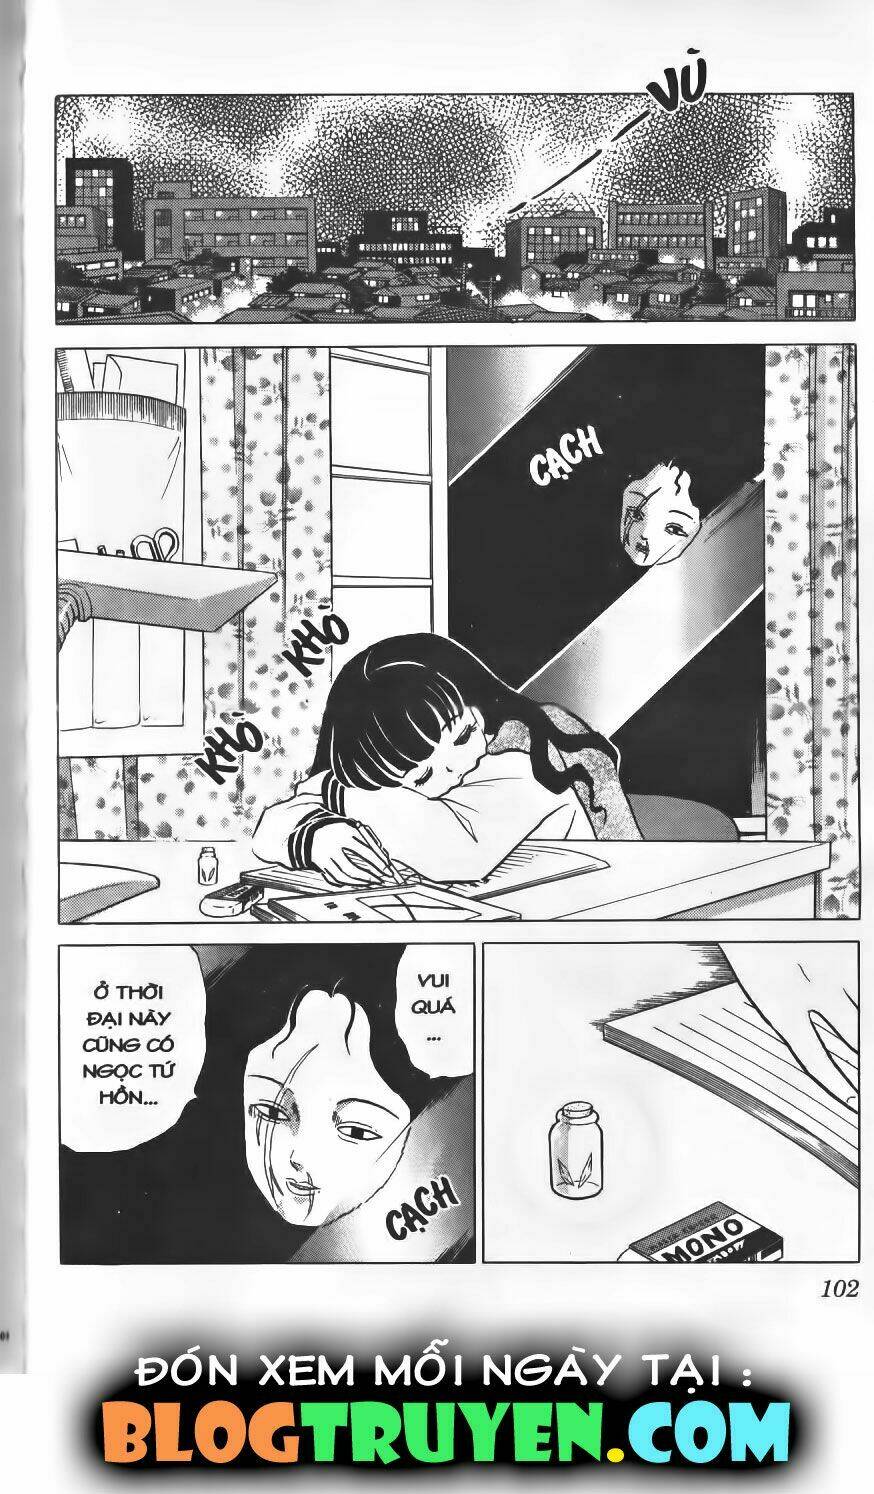 VÙ
CẠCH
KHÒ
KHÒ
Ở THỜI
ĐẠI NÀY
CŨNG CÓ
NGỌC TỨ
HỒN...
VUI
QUÁ
...
CẠCH
MONO
102
ĐÓN XEM MỖI NGÀY TẠI :
BLOGTRUYEN.COM